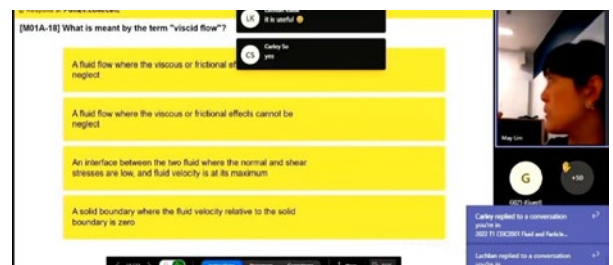 [M01A-18] What is meant by the term "viscid flow"?
LK
it is useful
Carley So
CS
yes
A fluid flow where the viscous or frictional ef
neglect
A fluid flow where the viscous or frictional effects cannot be
neglect
An interface between the two fluid where the normal and shear
stresses are low, and fluid velocity is at its maximum
A solid boundary where the fluid velocity relative to the solid
boundary is zero
May Lim
G
+50
Carley replied to a conversation
you're in
Lachlan replied to a conversation